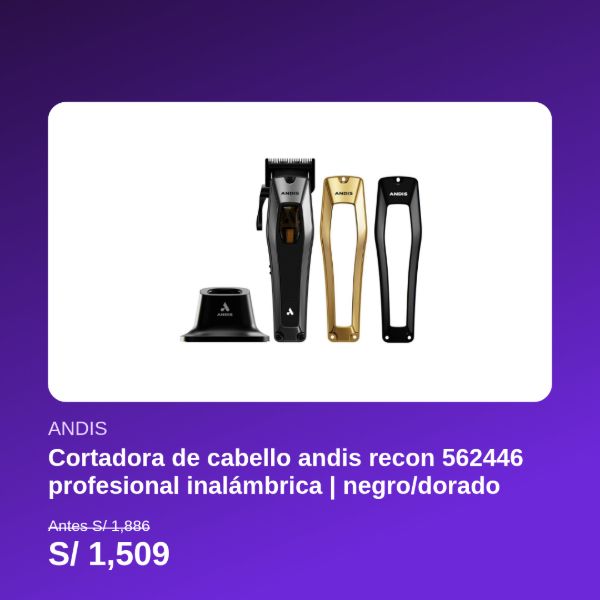 ANDIS
ANDIS
ANDIS
ANDIS
ANDIS
Cortadora de cabello andis recon 562446
profesional inalámbrica | negro/dorado
Antes S/ 1,886
S/ 1,509